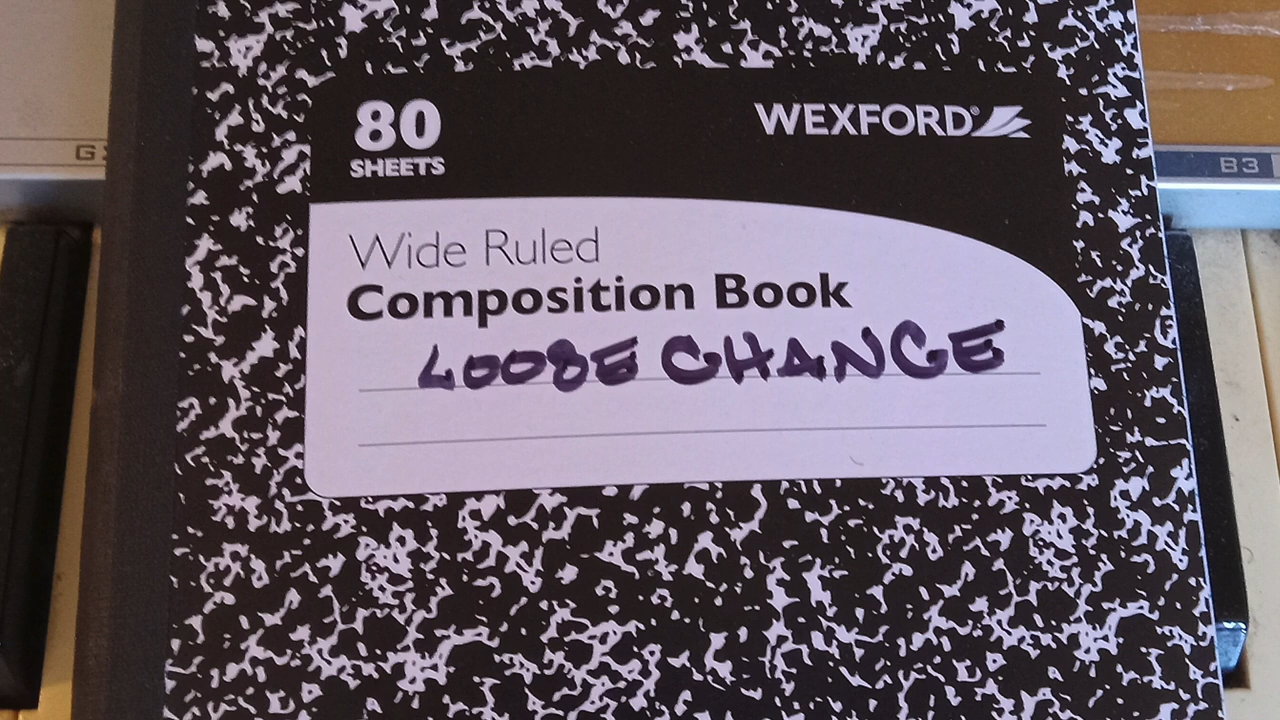 80
SHEETS
WEXFORD®
B3
Wide Ruled
Composition Book
LOOSE CHANGE